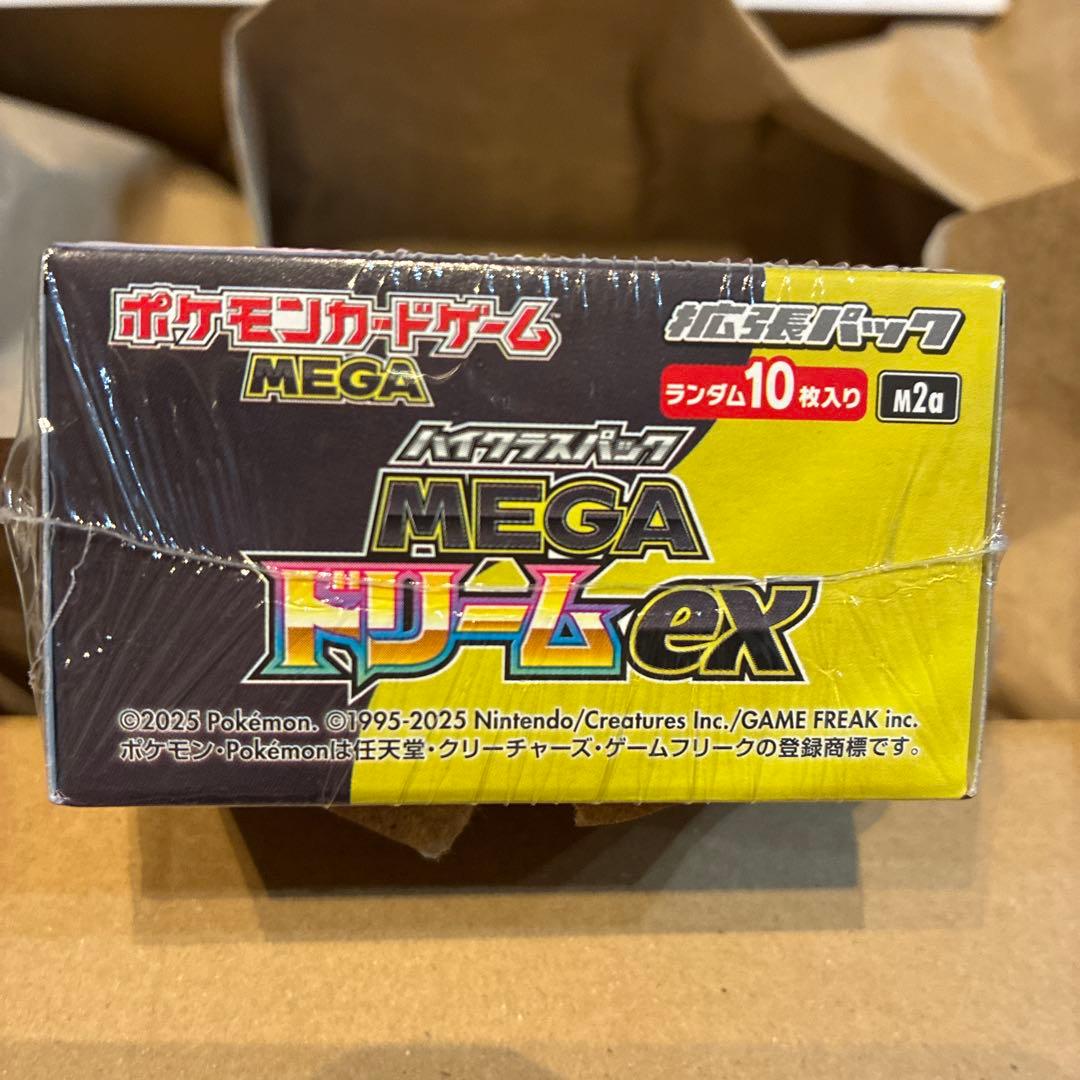 ポケモンカードゲーム™
MEGA
拡張パック
ランダム10枚入り
M2a
ハイクラスパック
MEGA
ドリームex
©2025 Pokémon. ©1995-2025 Nintendo/Creatures Inc./GAME FREAK inc.
ポケモン・Pokémonは任天堂・クリーチャーズ・ゲームフリークの登録商標です。